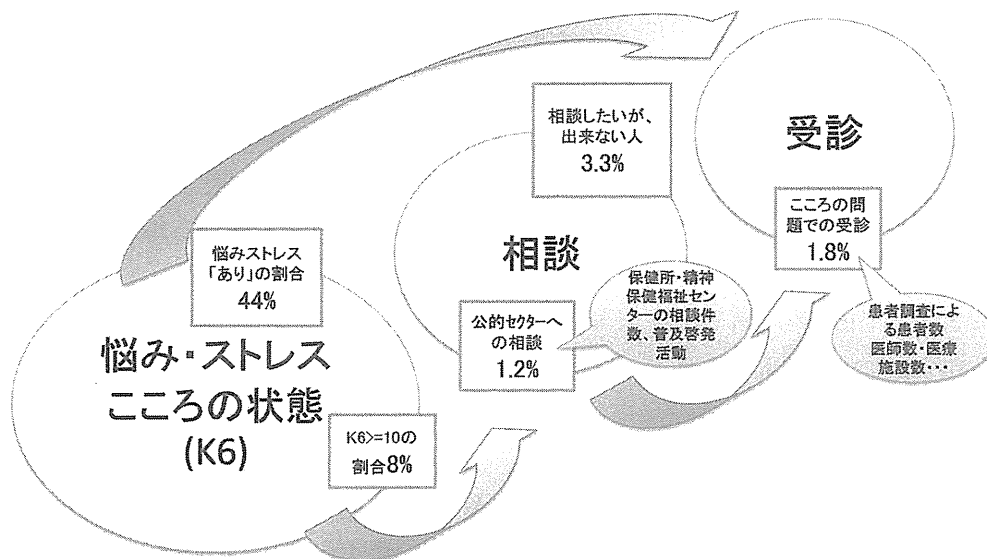 相談したいが、
出来ない人
3.3%
受診
こころの問
題での受診
1.8%
患者調査によ
る患者数
医師数・医療
施設数・・・
相談
保健所・精神
保健福祉セン
ターの相談件
数、普及啓発
活動
公的セクターへ
の相談
1.2%
悩みストレス
「あり」の割合
44%
悩み・ストレス
こころの状態
(K6)
K6>=10の
割合8%